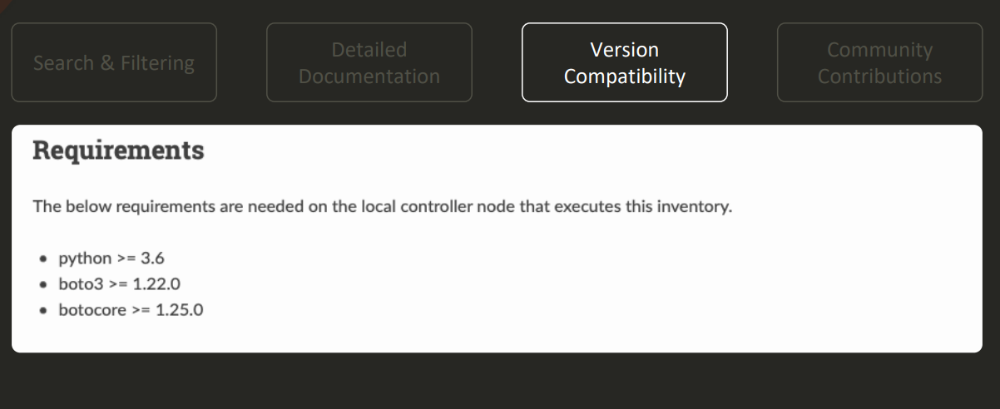 Search & Filtering
Detailed
Documentation
Version
Compatibility
Community
Contributions
Requirements
The below requirements are needed on the local controller node that executes this inventory.
• python >= 3.6
• boto3 >= 1.22.0
• botocore >= 1.25.0